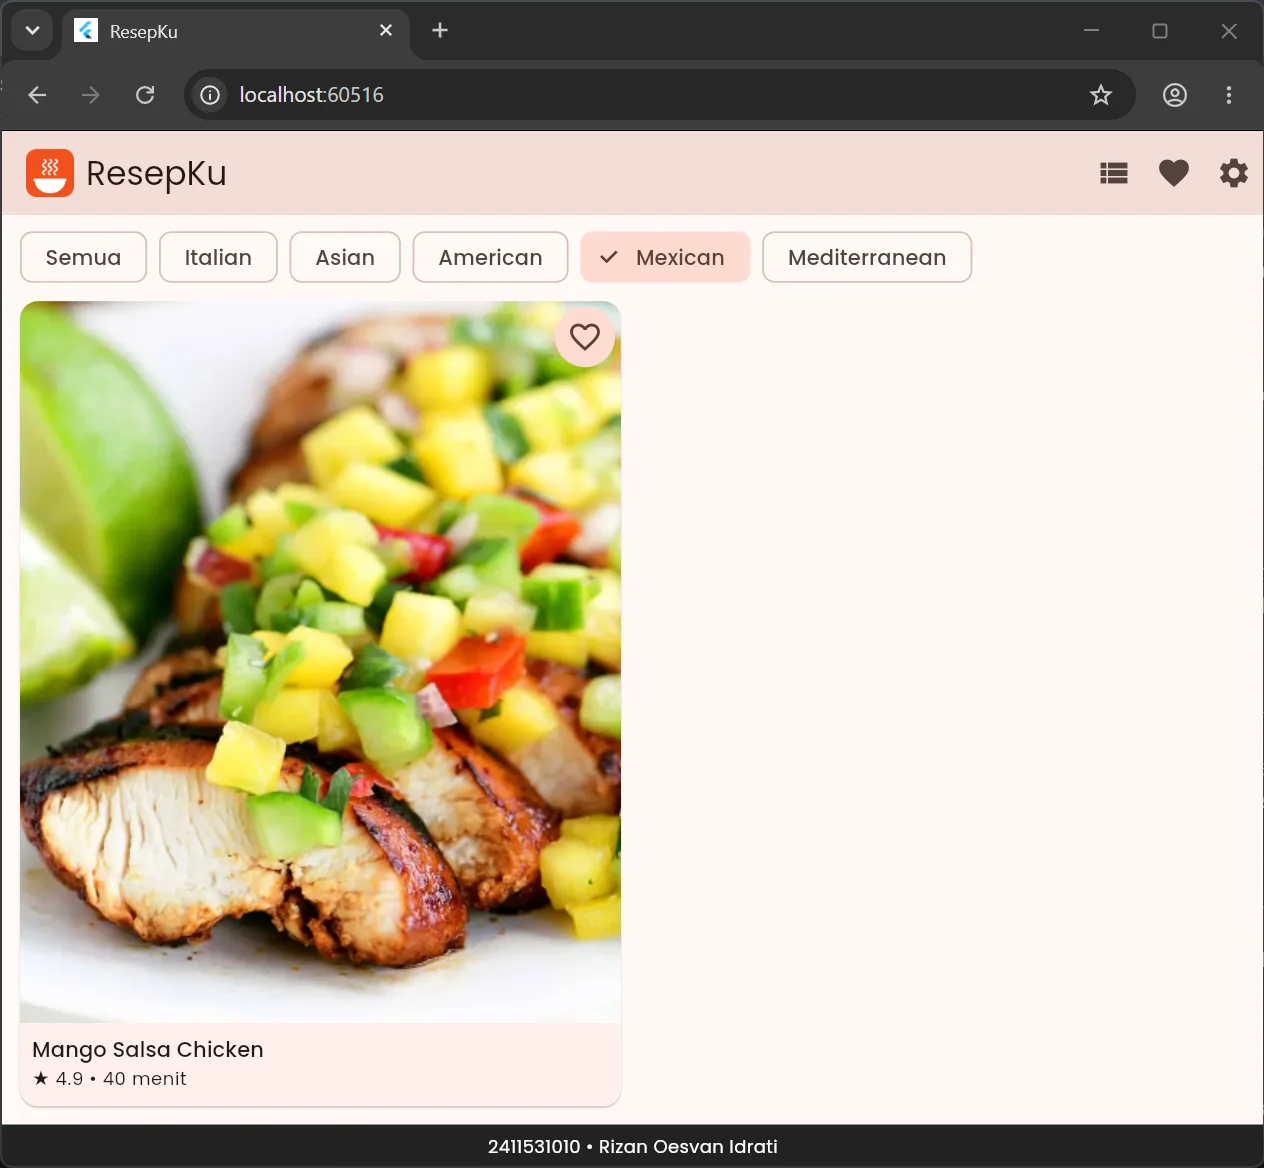 ResepKu
localhost:60516
ResepKu
Semua Italian Asian American Mexican Mediterranean
Mango Salsa Chicken
★ 4.9 • 40 menit
2411531010 • Rizan Oesvan Idrati